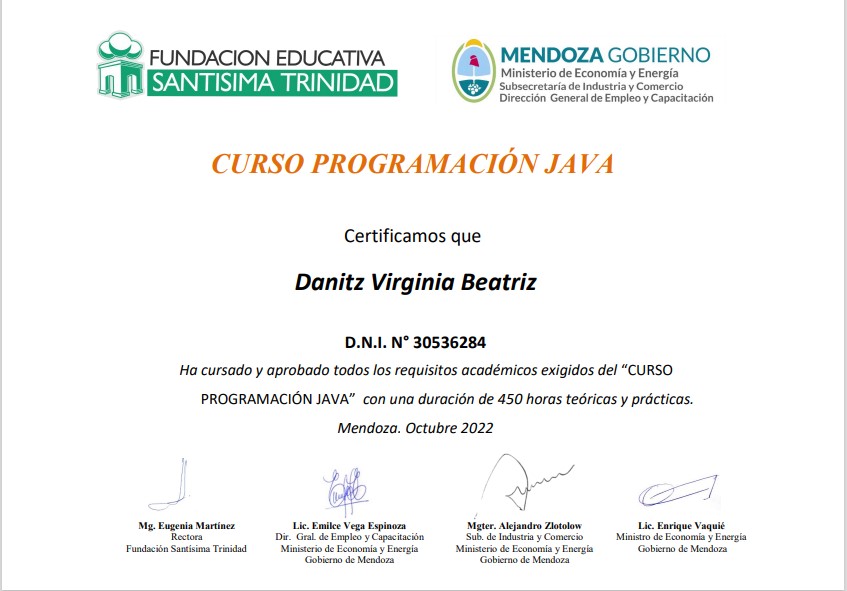 FUNDACION EDUCATIVA
SANTISIMA TRINIDAD
MENDOZA GOBIERNO
Ministerio de Economía y Energía
Subsecretaría de Industria y Comercio
Dirección General de Empleo y Capacitación
CURSO PROGRAMACIÓN JAVA
Certificamos que
Danitz Virginia Beatriz
D.N.I. N° 30536284
Ha cursado y aprobado todos los requisitos académicos exigidos del “CURSO
PROGRAMACIÓN JAVA” con una duración de 450 horas teóricas y prácticas.
Mendoza. Octubre 2022
Mg. Eugenia Martínez
Rectora
Fundación Santísima Trinidad
Lic. Emilce Vega Espinoza
Dir. Gral. de Empleo y Capacitación
Ministerio de Economía y Energía
Gobierno de Mendoza
Mgter. Alejandro Zlotolow
Sub. de Industria y Comercio
Ministerio de Economía y Energía
Gobierno de Mendoza
Lic. Enrique Vaquié
Ministro de Economía y Energía
Gobierno de Mendoza